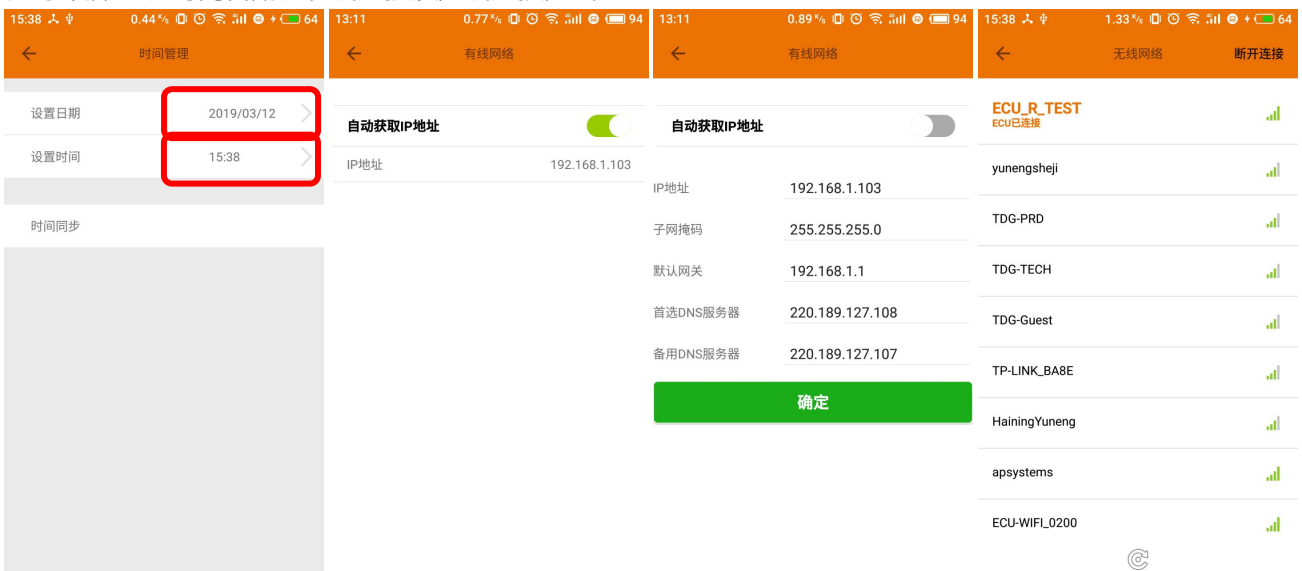 15:38 0.44 K/s 64
时间管理
设置日期 2019/03/12
设置时间 15:38
时间同步
13:11 0.77 K/s 94
有线网络
自动获取IP地址
IP地址 192.168.1.103
13:11 0.89 K/s 94
有线网络
自动获取IP地址
IP地址 192.168.1.103
子网掩码 255.255.255.0
默认网关 192.168.1.1
首选DNS服务器 220.189.127.108
备用DNS服务器 220.189.127.107
确定
15:38 1.33 K/s 64
无线网络 断开连接
ECU_R_TEST
ECU已连接
yunengsheji
TDG-PRD
TDG-TECH
TDG-Guest
TP-LINK_BA8E
HainingYuneng
apsystems
ECU-WIFI_0200